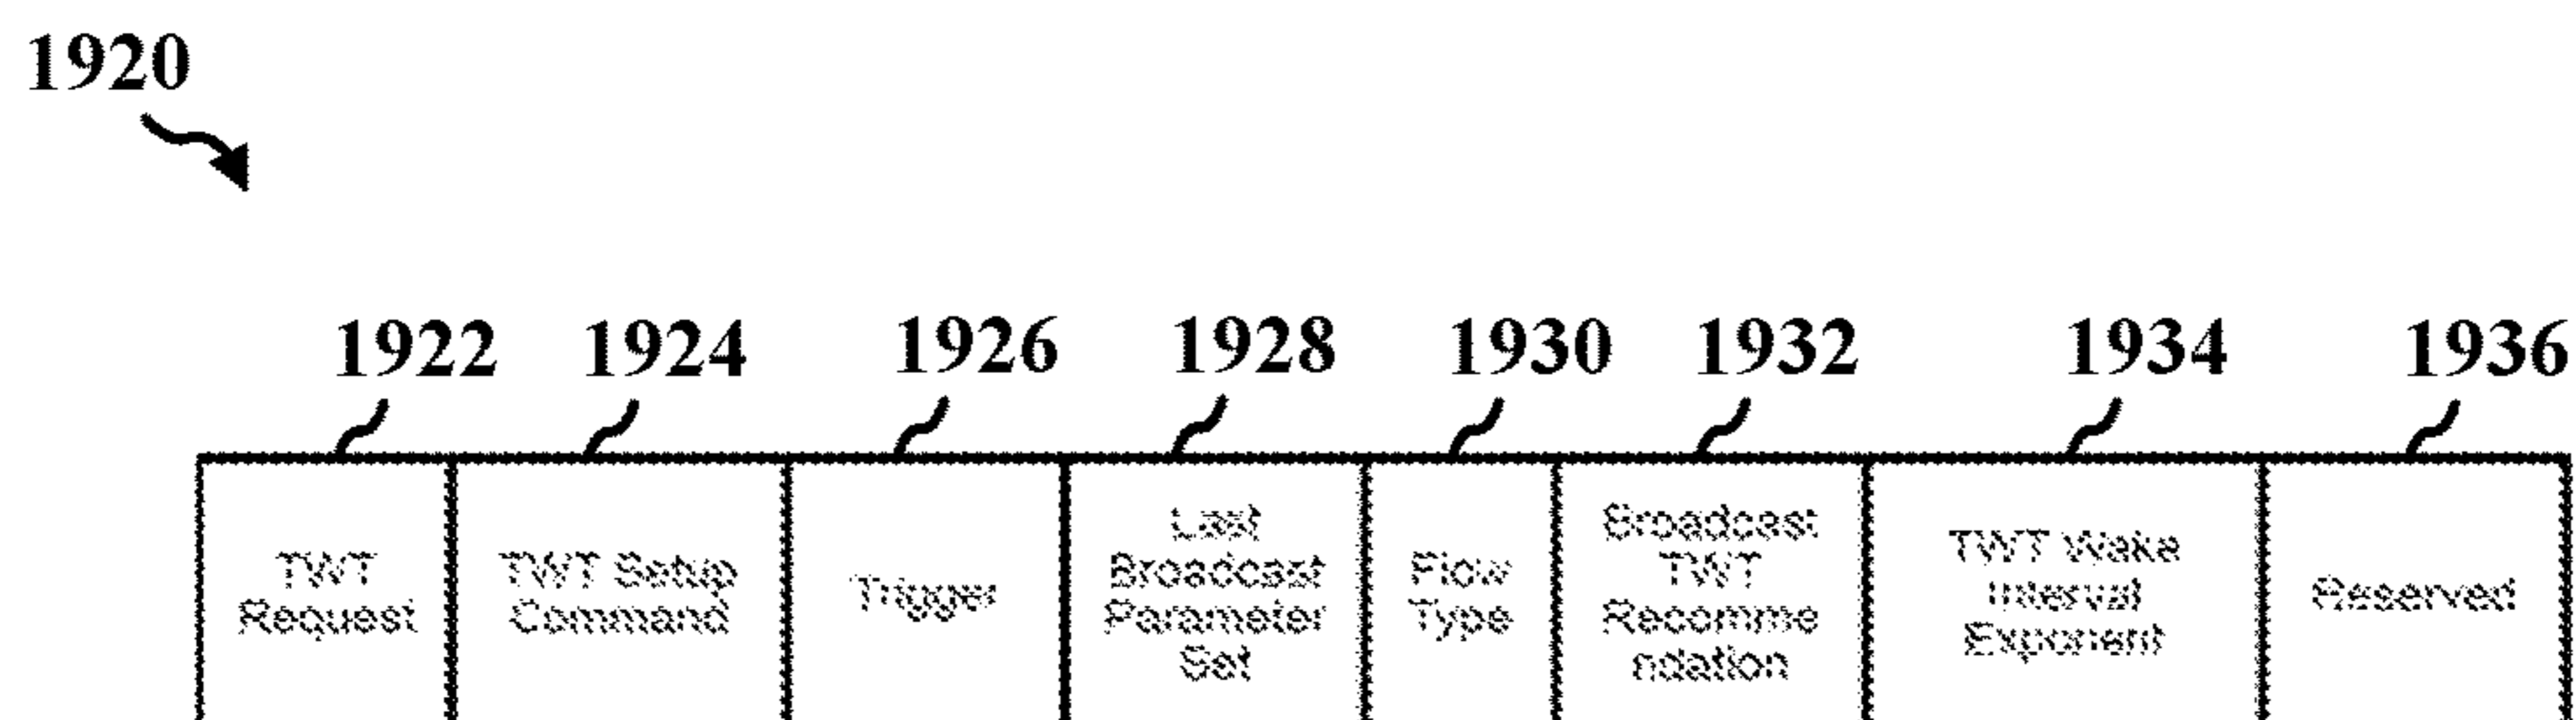 1920
1922 1924 1926 1928 1930 1932 1934 1936
TWT
Request
TWT Setup
Command
Trigger
Last
Broadcast
Parameter
Set
Flow
Type
Broadcast
TWT
Recomme
ndation
TWT Wake
Interval
Exponent
Reserved